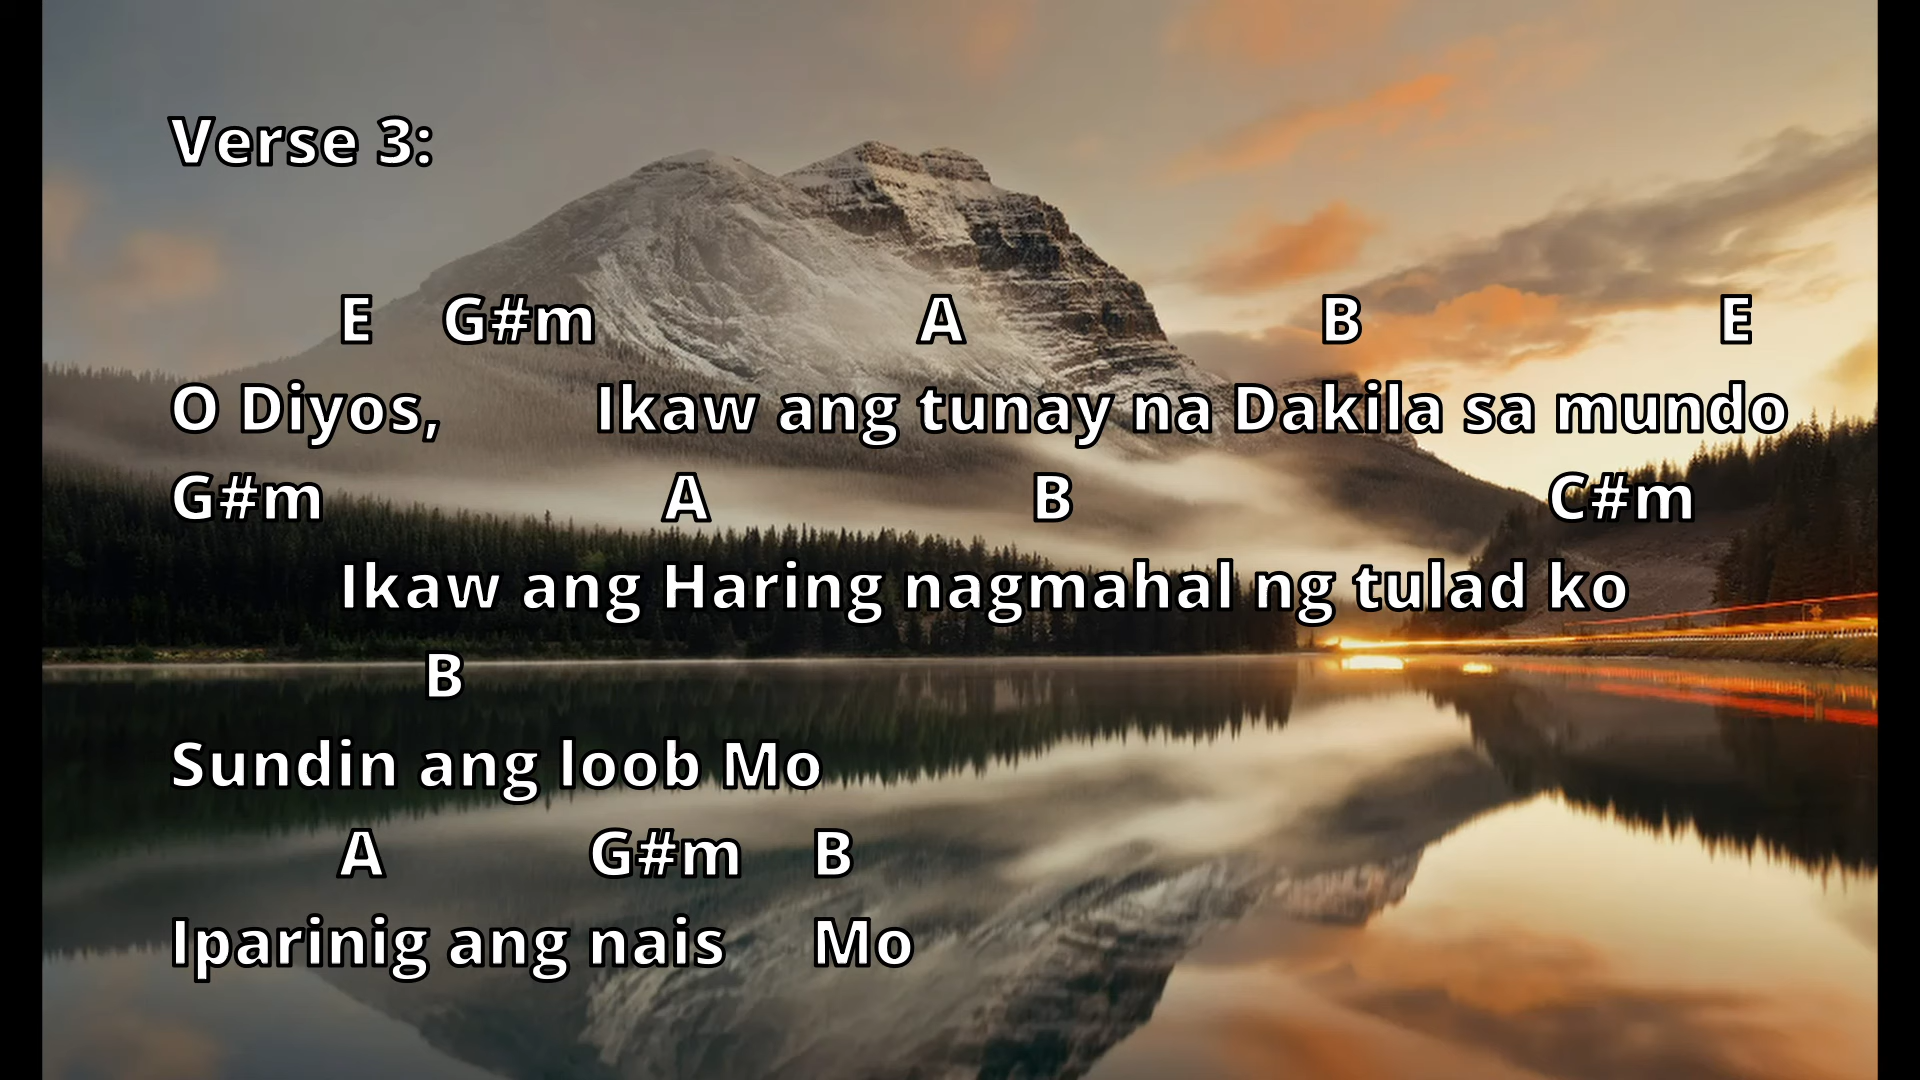 Verse 3:
E G#m A B E
O Diyos, Ikaw ang tunay na Dakila sa mundo
G#m A B C#m
Ikaw ang Haring nagmahal ng tulad ko
B
Sundin ang loob Mo
A G#m B
Iparinig ang nais Mo